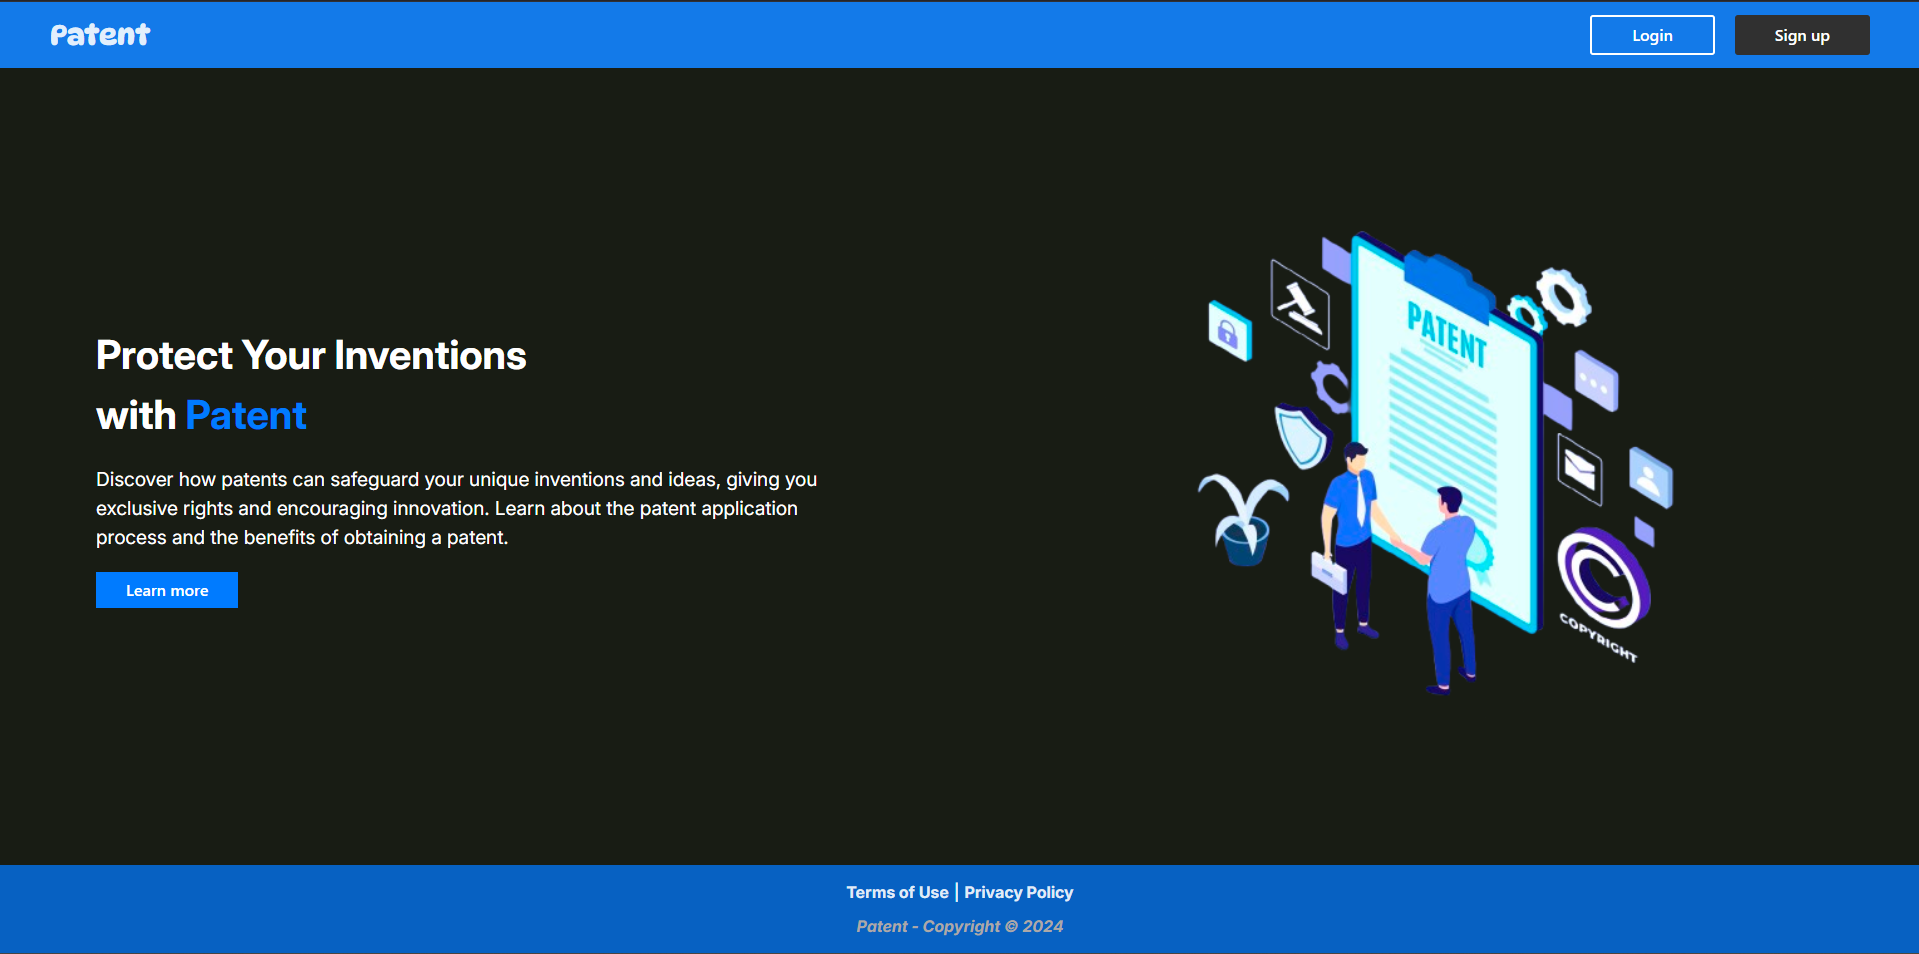 Patent
Login
Sign up
Protect Your Inventions
with Patent
Discover how patents can safeguard your unique inventions and ideas, giving you
exclusive rights and encouraging innovation. Learn about the patent application
process and the benefits of obtaining a patent.
Learn more
PATENT
COPYRIGHT
Terms of Use | Privacy Policy
Patent - Copyright © 2024